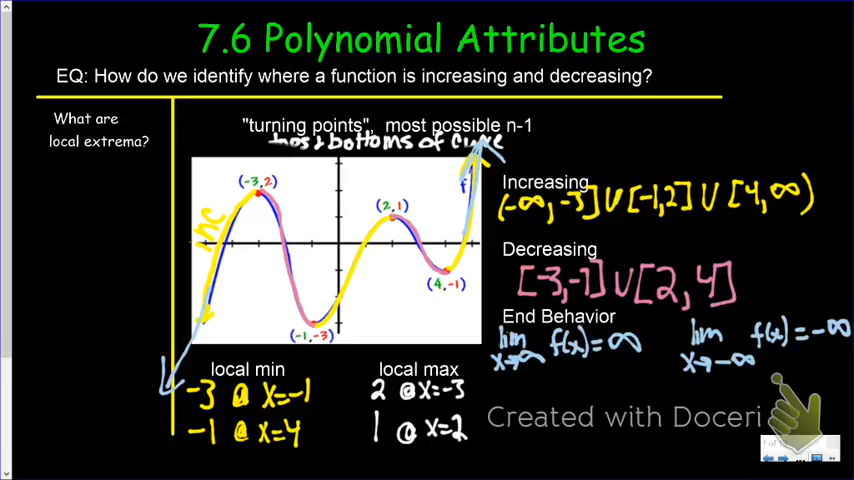 7.6 Polynomial Attributes
EQ: How do we identify where a function is increasing and decreasing?
What are
local extrema?
"turning points", most possible n-1
bottoms of curve
(-3,2)
(2,1)
(4,-1)
(-1,-3)
inc
f
Increasing
(-∞,-3]∪[-1,2]∪[4,∞)
Decreasing
[-3,-1]∪[2,4]
End Behavior
lim f(x)=∞
x→∞
lim f(x)=-∞
x→-∞
local min
-3 @ x=-1
-1 @ x=4
local max
2 @ x=-3
1 @ x=2
Created with Doceri